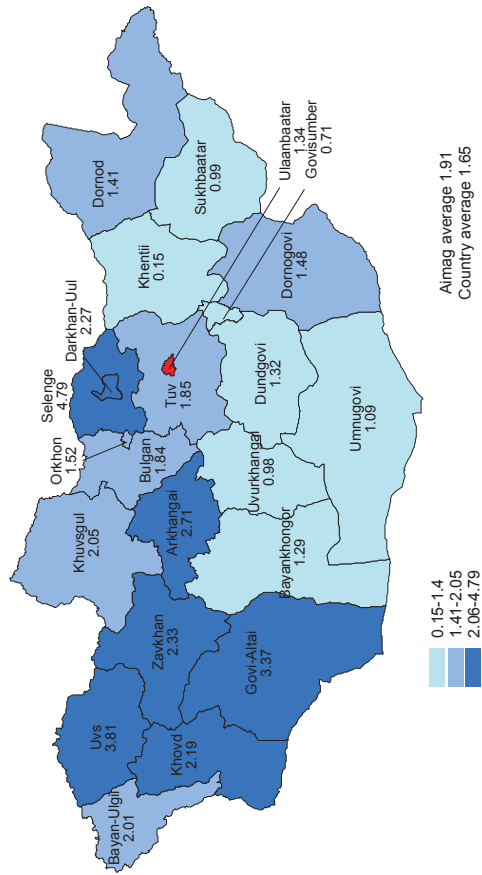 Bayan-Ulgii
2.01
Uvs
3.81
Khovd
2.19
Zavkhan
2.33
Govi-Altai
3.37
Khuvsgul
2.05
Arkhangai
2.71
Bayankhongor
1.29
Orkhon
1.52
Bulgan
1.84
Uvurkhangai
0.98
Selenge
4.79
Darkhan-Uul
2.27
Tuv
1.85
Dundgovi
1.32
Umnugovi
1.09
Khentii
0.15
Dornod
1.41
Sukhbaatar
0.99
Dornogovi
1.48
Ulaanbaatar
1.34
Govisumber
0.71
0.15-1.4
1.41-2.05
2.06-4.79
Aimag average 1.91
Country average 1.65